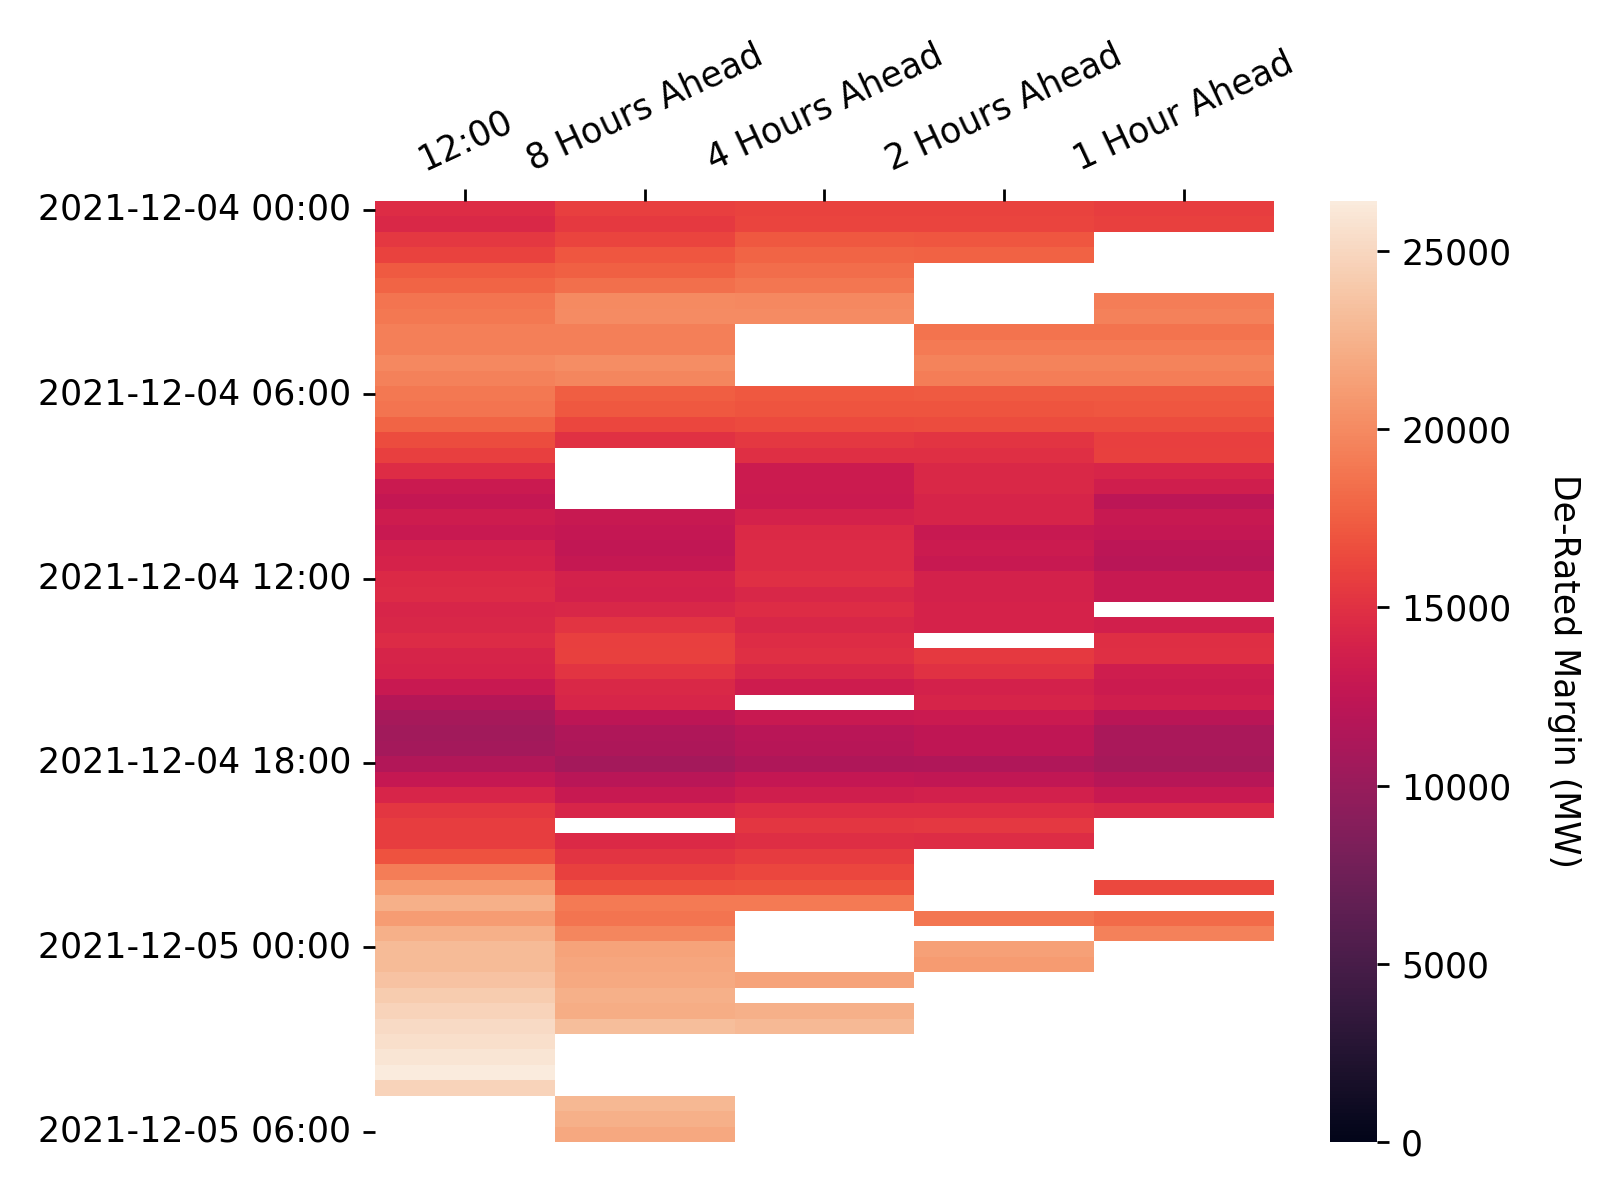 12:00
8 Hours Ahead
4 Hours Ahead
2 Hours Ahead
1 Hour Ahead
2021-12-04 00:00
2021-12-04 06:00
2021-12-04 12:00
2021-12-04 18:00
2021-12-05 00:00
2021-12-05 06:00
25000
20000
15000
10000
5000
0
De-Rated Margin (MW)